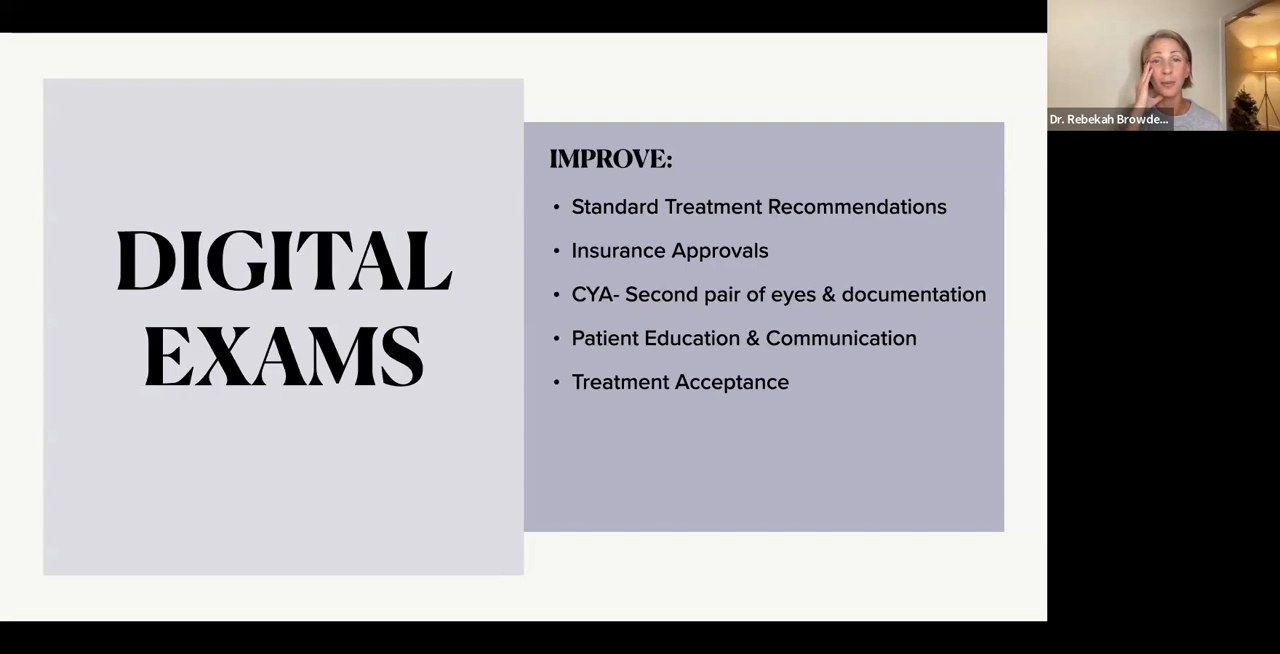 DIGITAL
EXAMS
IMPROVE:
• Standard Treatment Recommendations
• Insurance Approvals
• CYA- Second pair of eyes & documentation
• Patient Education & Communication
• Treatment Acceptance
Dr. Rebekah Browde...